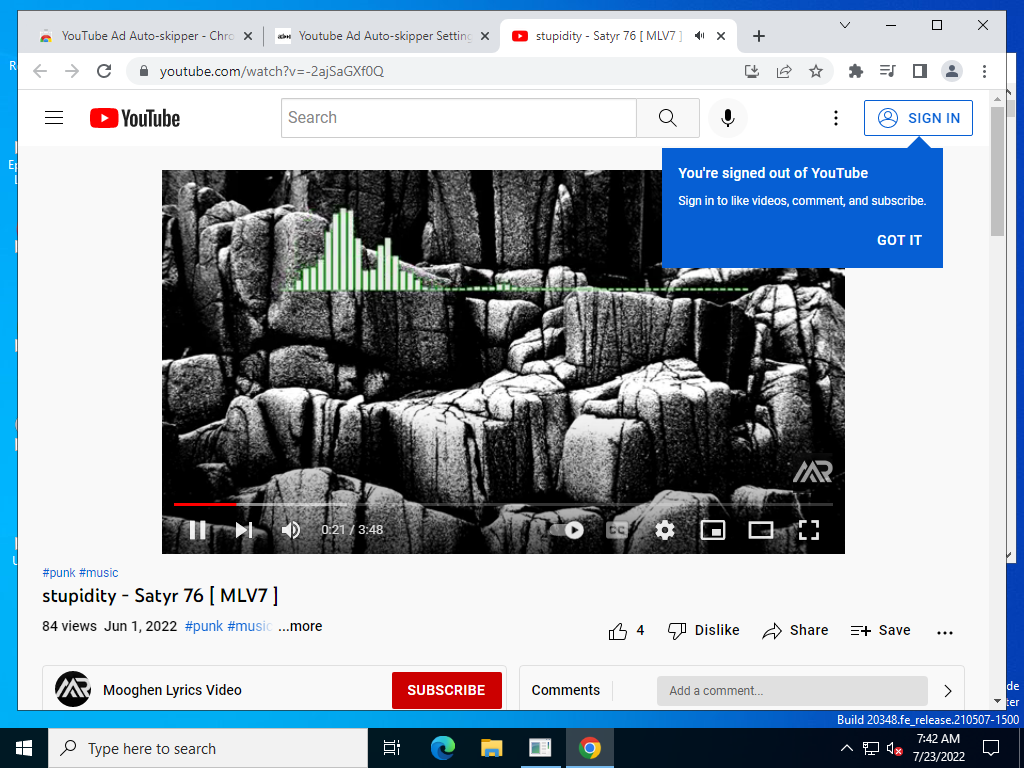 YouTube Ad Auto-skipper - Chro
Youtube Ad Auto-skipper Setting
stupidity - Satyr 76 [ MLV7 ]
youtube.com/watch?v=-2ajSaGXf0Q
YouTube
Search
SIGN IN
You're signed out of YouTube
Sign in to like videos, comment, and subscribe.
GOT IT
MR
0:21 / 3:48
CC
#punk #music
stupidity - Satyr 76 [ MLV7 ]
84 views Jun 1, 2022 #punk #music ...more
4
Dislike
Share
Save
MR
Mooghen Lyrics Video
SUBSCRIBE
Comments
Add a comment...
Build 20348.fe_release.210507-1500
Type here to search
7:42 AM
7/23/2022